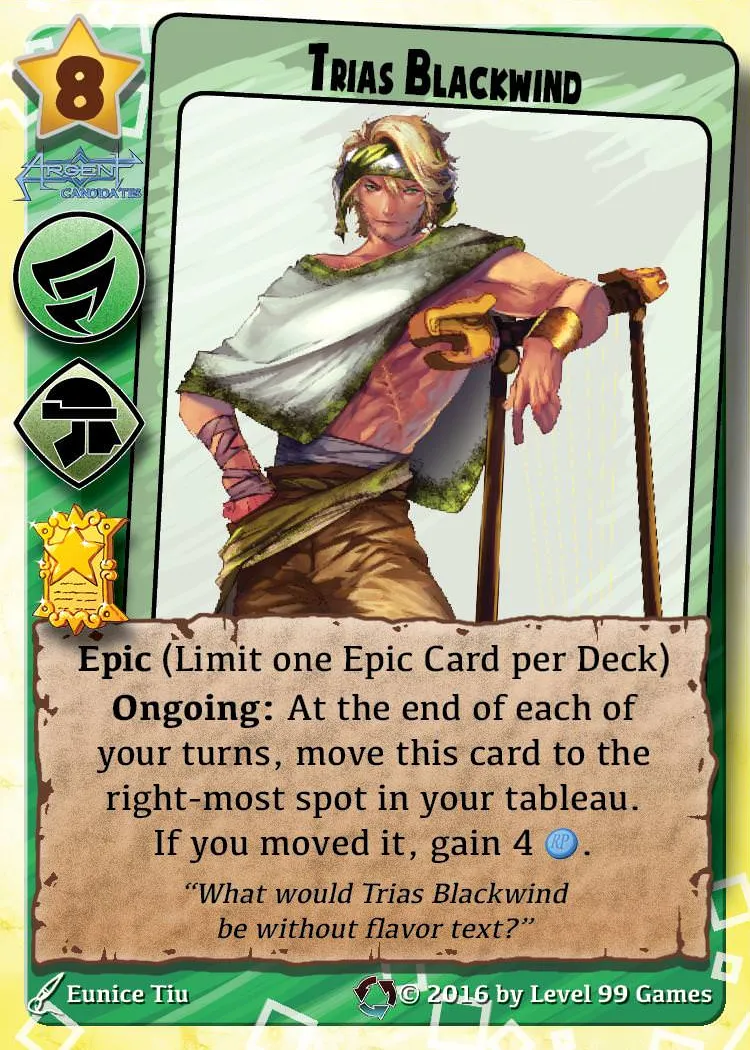 8
Trias Blackwind
ARGENT
CANDIDATES
Epic (Limit one Epic Card per Deck)
Ongoing: At the end of each of
your turns, move this card to the
right-most spot in your tableau.
If you moved it, gain 4 RP.
“What would Trias Blackwind
be without flavor text?”
Eunice Tiu
© 2016 by Level 99 Games